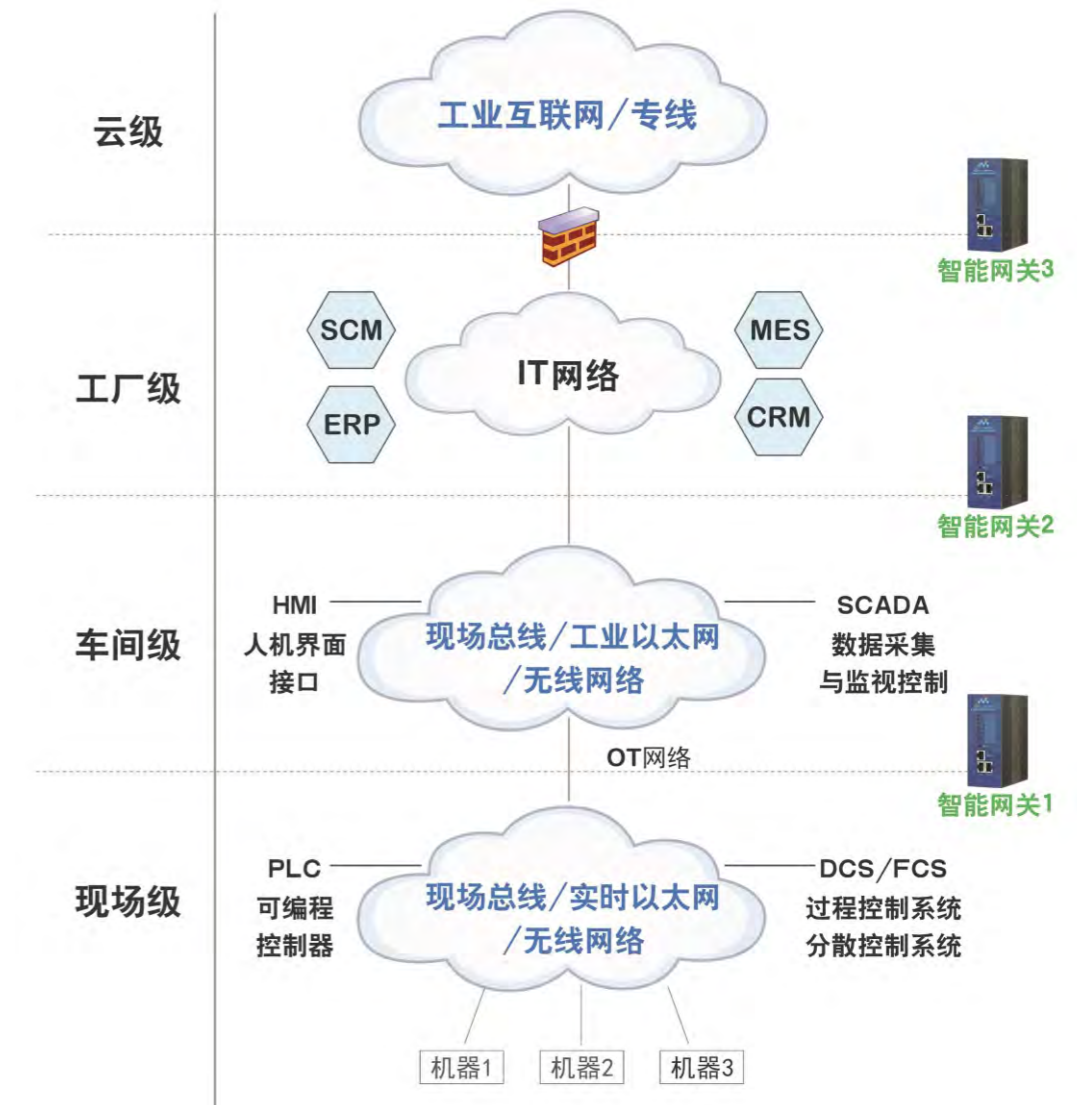 云级
工业互联网/专线
智能网关3
工厂级
SCM
MES
IT网络
ERP
CRM
智能网关2
车间级
HMI
人机界面
接口
现场总线/工业以太网
/无线网络
SCADA
数据采集
与监视控制
OT网络
智能网关1
现场级
PLC
可编程
控制器
现场总线/实时以太网
/无线网络
DCS/FCS
过程控制系统
分散控制系统
机器1
机器2
机器3